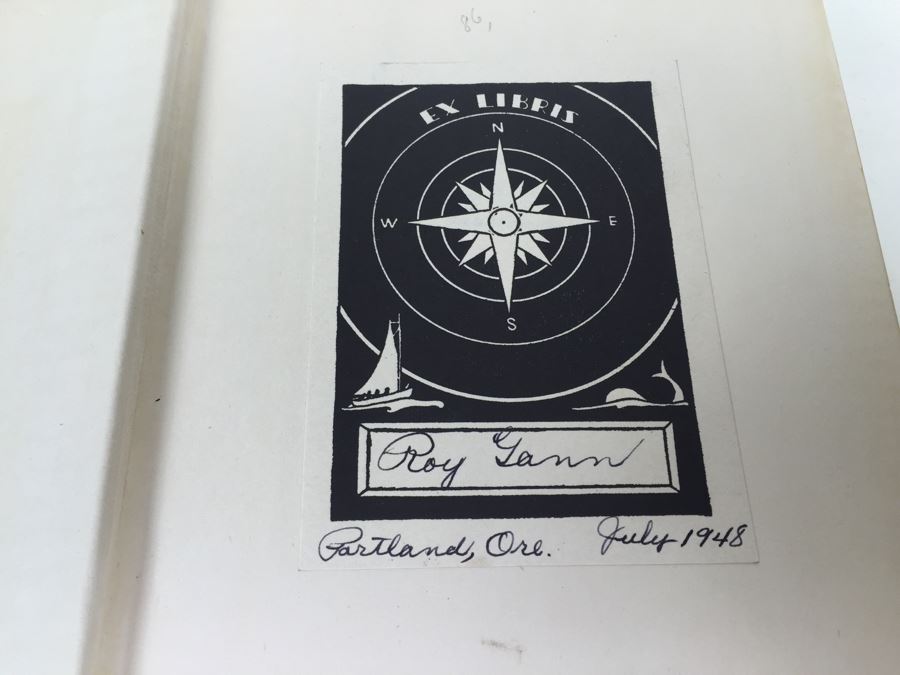 86,
EX LIBRIS
N
W E
S
Roy Gann
Portland, Ore. July 1948